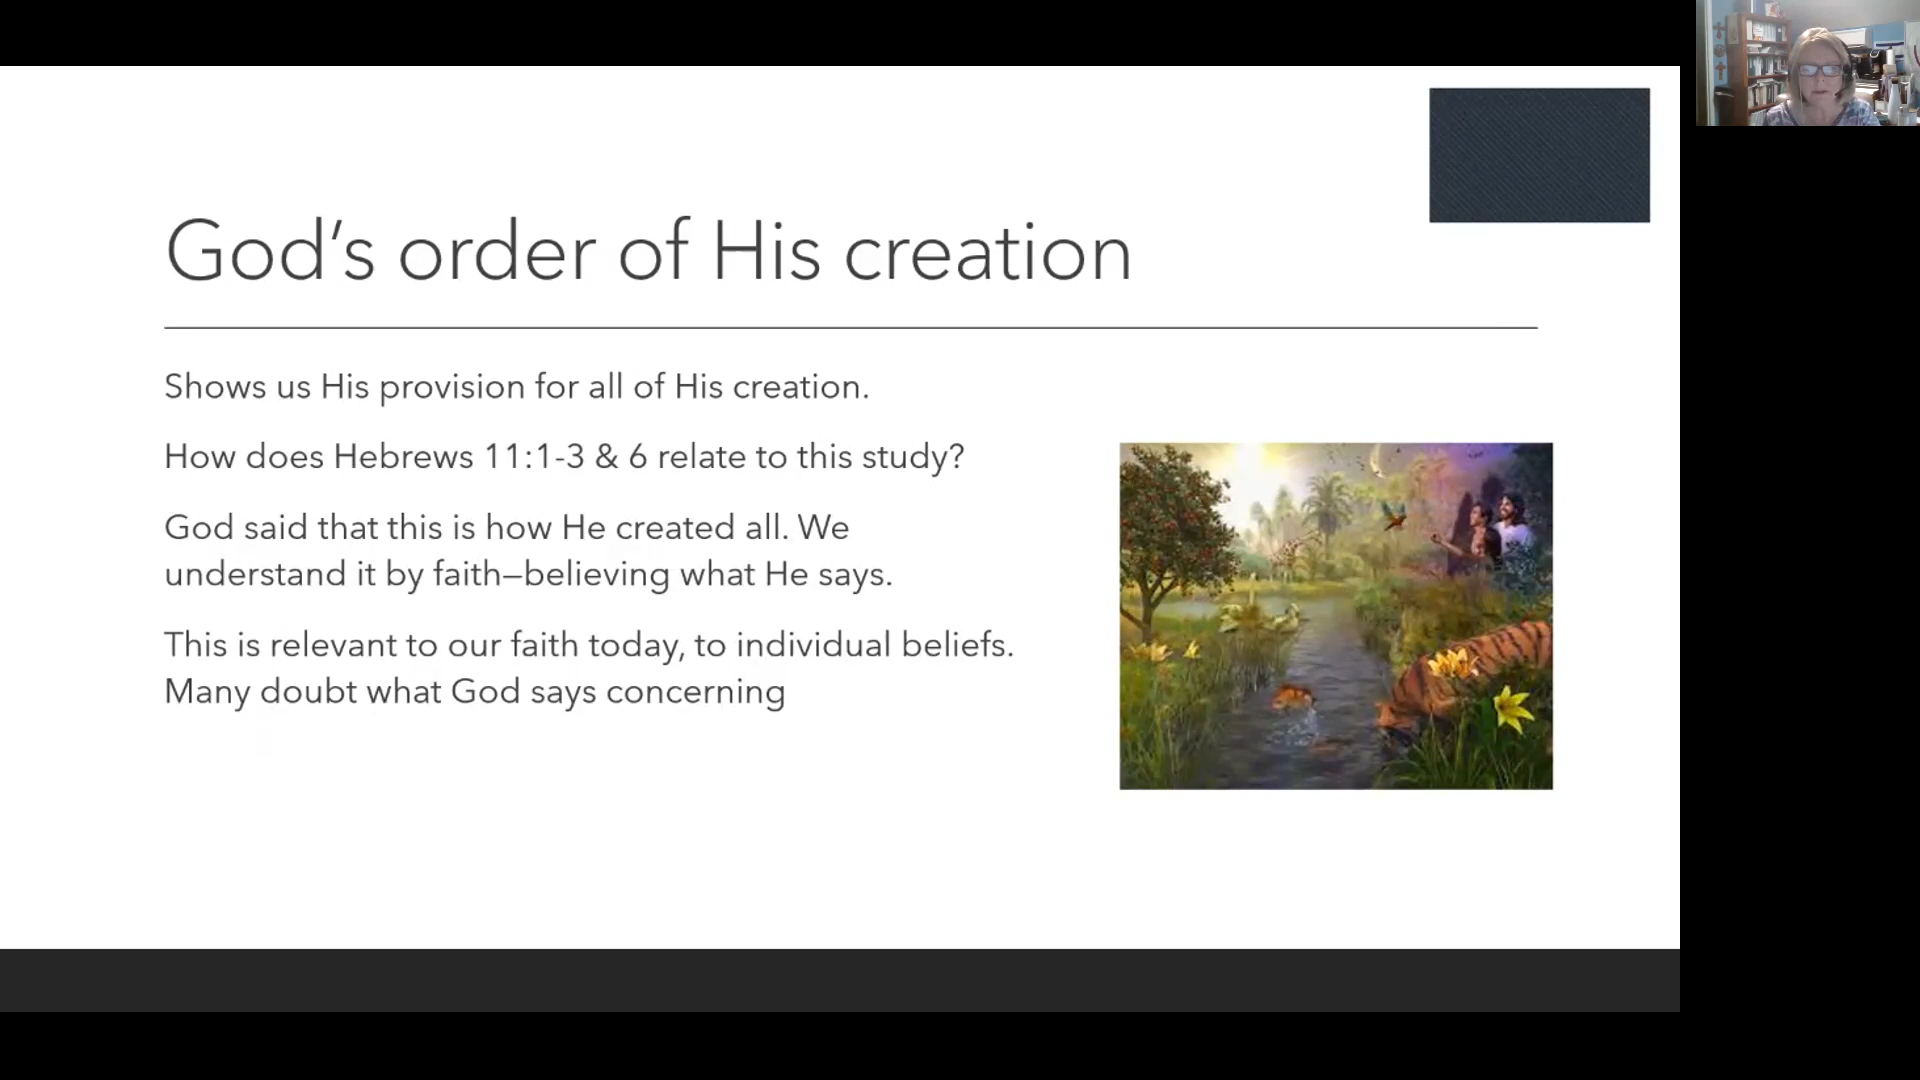 God’s order of His creation
Shows us His provision for all of His creation.
How does Hebrews 11:1-3 & 6 relate to this study?
God said that this is how He created all. We
understand it by faith—believing what He says.
This is relevant to our faith today, to individual beliefs.
Many doubt what God says concerning